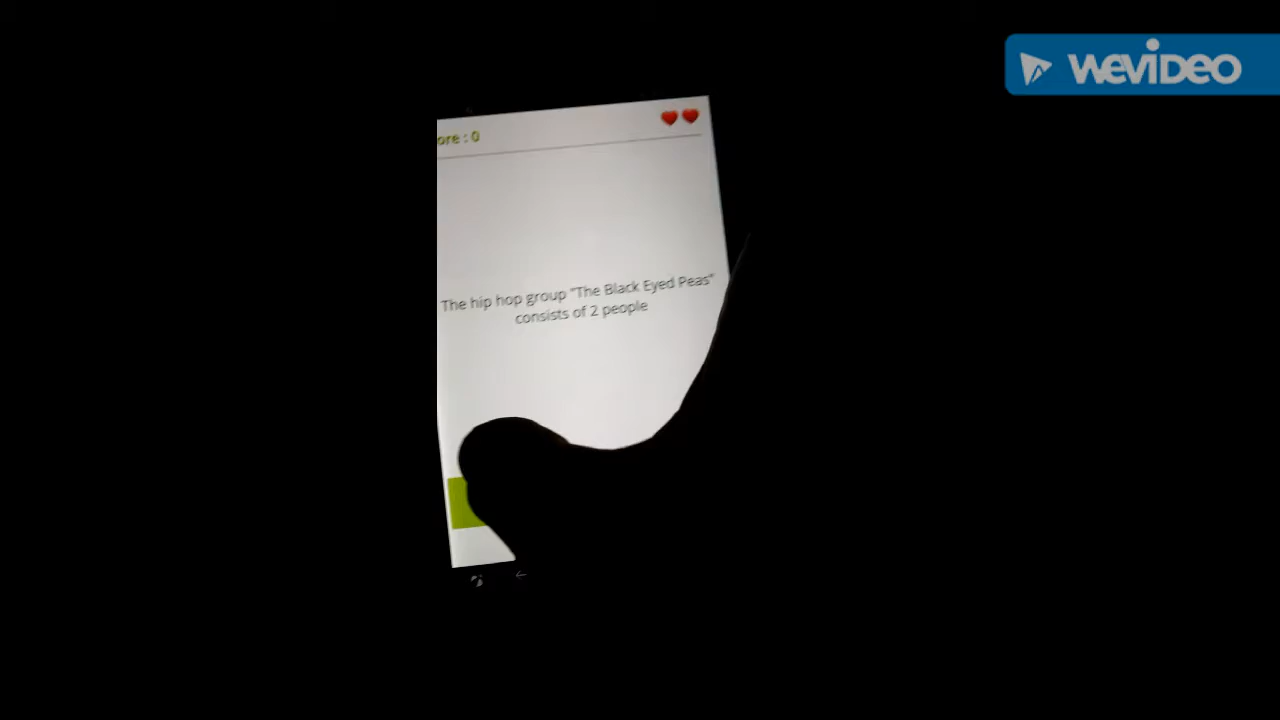 WEVIDEO
ore : 0
The hip hop group "The Black Eyed Peas"
consists of 2 people